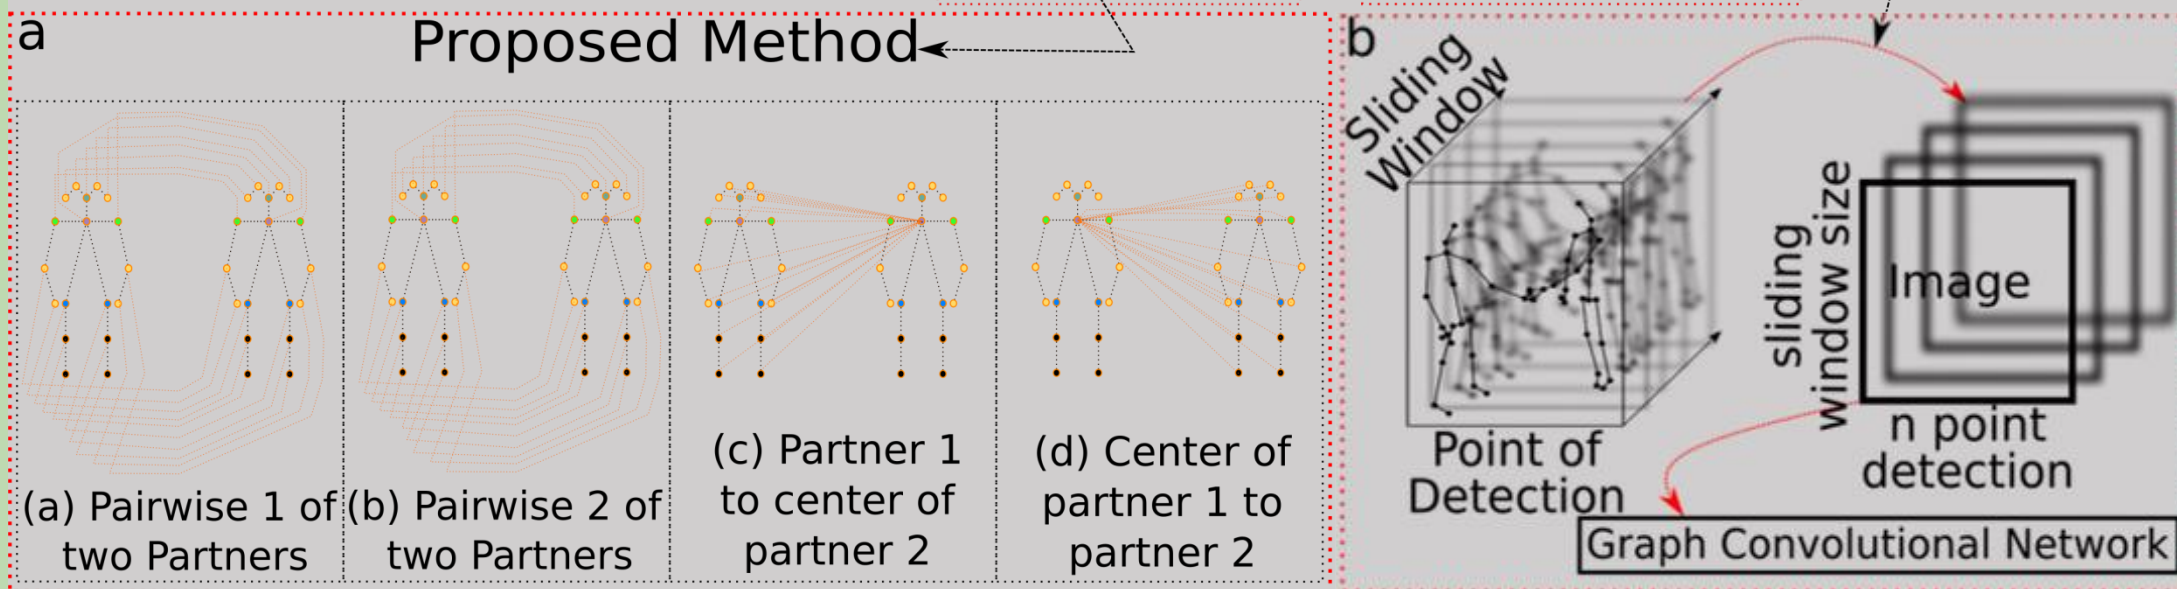 a
Proposed Method
(a) Pairwise 1 of
two Partners
(b) Pairwise 2 of
two Partners
(c) Partner 1
to center of
partner 2
(d) Center of
partner 1 to
partner 2
b
Sliding
Window
Point of
Detection
sliding
window size
Image
n point
detection
Graph Convolutional Network